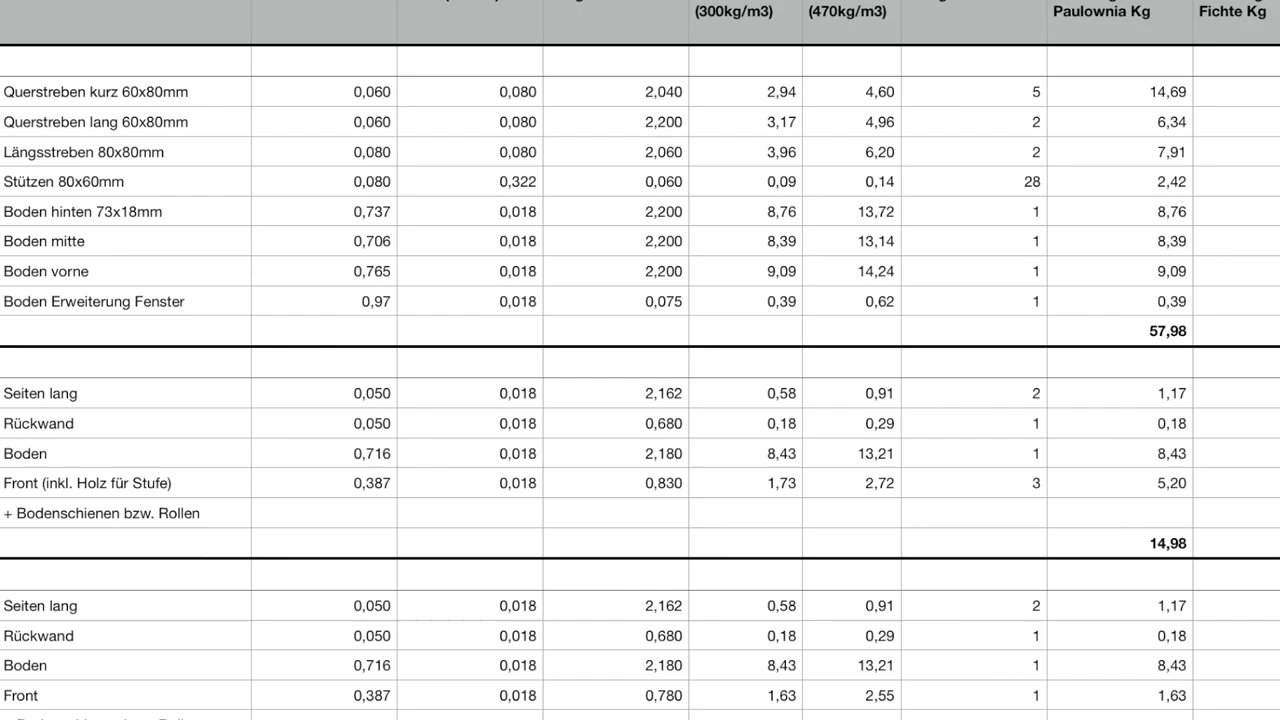 (300kg/m3) (470kg/m3) Paulownia Kg Fichte Kg
Querstreben kurz 60x80mm 0,060 0,080 2,040 2,94 4,60 5 14,69
Querstreben lang 60x80mm 0,060 0,080 2,200 3,17 4,96 2 6,34
Längsstreben 80x80mm 0,080 0,080 2,060 3,96 6,20 2 7,91
Stützen 80x60mm 0,080 0,322 0,060 0,09 0,14 28 2,42
Boden hinten 73x18mm 0,737 0,018 2,200 8,76 13,72 1 8,76
Boden mitte 0,706 0,018 2,200 8,39 13,14 1 8,39
Boden vorne 0,765 0,018 2,200 9,09 14,24 1 9,09
Boden Erweiterung Fenster 0,97 0,018 0,075 0,39 0,62 1 0,39
57,98
Seiten lang 0,050 0,018 2,162 0,58 0,91 2 1,17
Rückwand 0,050 0,018 0,680 0,18 0,29 1 0,18
Boden 0,716 0,018 2,180 8,43 13,21 1 8,43
Front (inkl. Holz für Stufe) 0,387 0,018 0,830 1,73 2,72 3 5,20
+ Bodenschienen bzw. Rollen
14,98
Seiten lang 0,050 0,018 2,162 0,58 0,91 2 1,17
Rückwand 0,050 0,018 0,680 0,18 0,29 1 0,18
Boden 0,716 0,018 2,180 8,43 13,21 1 8,43
Front 0,387 0,018 0,780 1,63 2,55 1 1,63